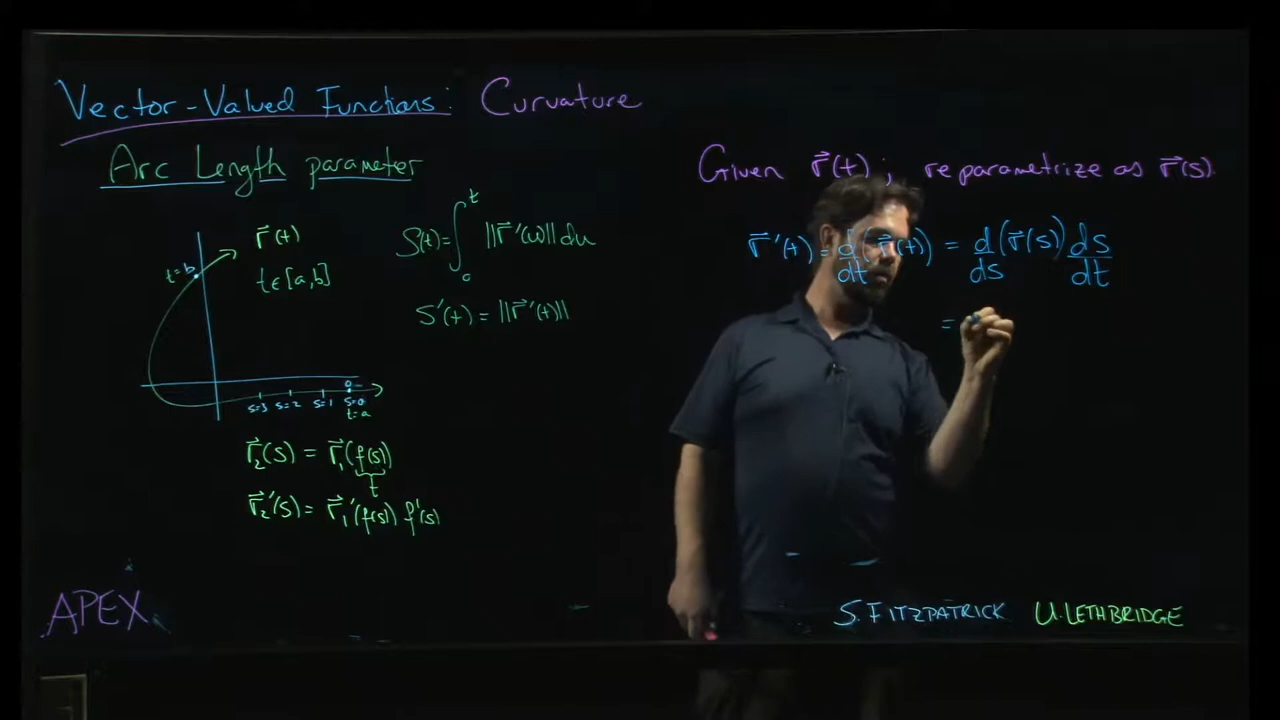 Vector-Valued Functions: Curvature
Arc Length parameter
r⃗(t)
t∈[a,b]
t=b
s=3 s=2 s=1 s=0
t=a
S(t)=∫₀ᵗ ||r⃗'(u)||du
S'(t) = ||r⃗'(t)||
r⃗₂(s) = r⃗₁(f(s))
t
r⃗₂'(s) = r⃗₁'(f(s)) f'(s)
Given r⃗(t); reparametrize as r⃗(s).
r⃗'(t) = d/dt (r⃗(t)) = d/ds (r⃗(s)) ds/dt
=
APEX
S. FITZPATRICK U. LETHBRIDGE